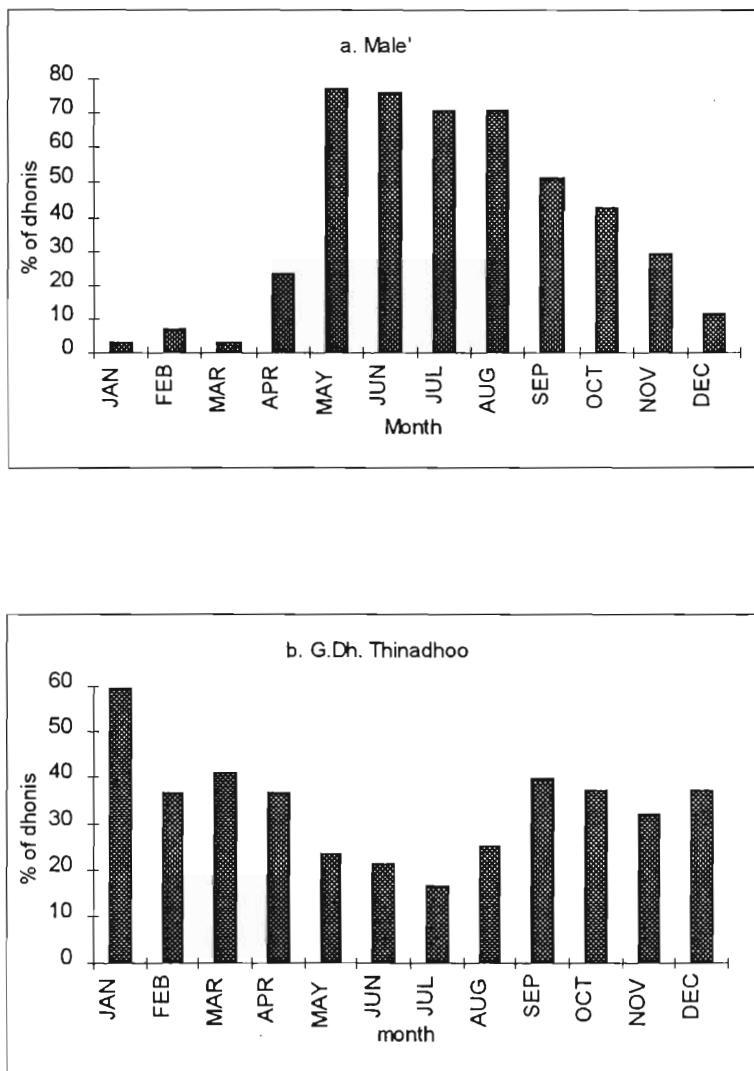 a. Male'
80
70
60
50
40
30
20
10
0
% of dhonis
JAN FEB MAR APR MAY JUN JUL AUG SEP OCT NOV DEC
Month
b. G.Dh. Thinadhoo
60
50
40
30
20
10
0
% of dhonis
JAN FEB MAR APR MAY JUN JUL AUG SEP OCT NOV DEC
month